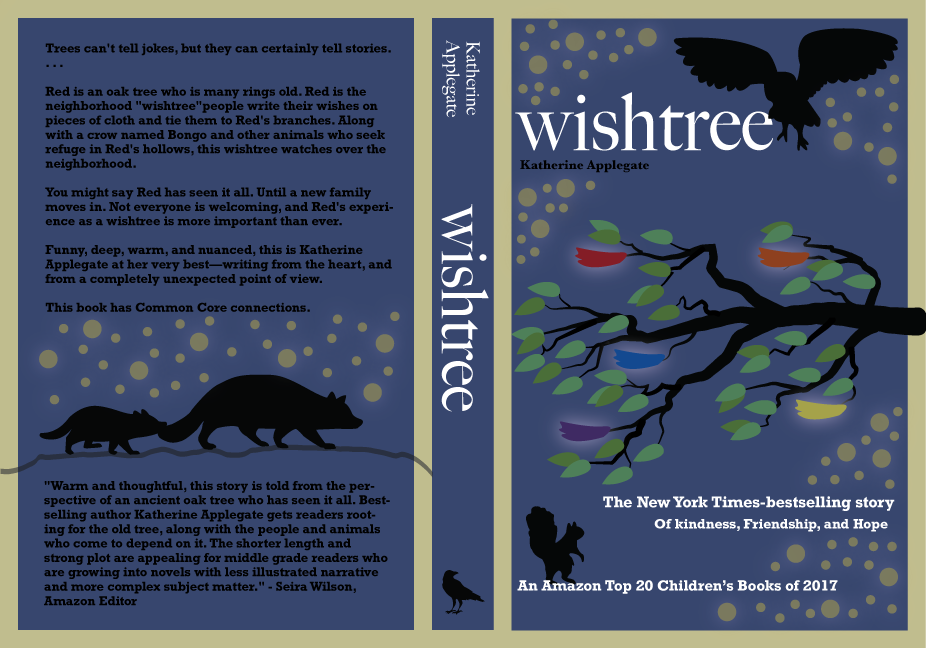 Trees can't tell jokes, but they can certainly tell stories.
. . .
Red is an oak tree who is many rings old. Red is the
neighborhood "wishtree"people write their wishes on
pieces of cloth and tie them to Red's branches. Along
with a crow named Bongo and other animals who seek
refuge in Red's hollows, this wishtree watches over the
neighborhood.
You might say Red has seen it all. Until a new family
moves in. Not everyone is welcoming, and Red's experi-
ence as a wishtree is more important than ever.
Funny, deep, warm, and nuanced, this is Katherine
Applegate at her very best—writing from the heart, and
from a completely unexpected point of view.
This book has Common Core connections.
"Warm and thoughtful, this story is told from the per-
spective of an ancient oak tree who has seen it all. Best-
selling author Katherine Applegate gets readers root-
ing for the old tree, along with the people and animals
who come to depend on it. The shorter length and
strong plot are appealing for middle grade readers who
are growing into novels with less illustrated narrative
and more complex subject matter." - Seira Wilson,
Amazon Editor
Katherine
Applegate
wishtree
wishtree
Katherine Applegate
The New York Times-bestselling story
Of kindness, Friendship, and Hope
An Amazon Top 20 Children's Books of 2017